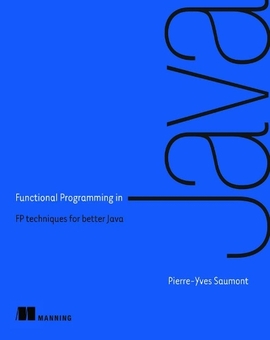 Functional Programming in
Java
FP techniques for better Java
Pierre-Yves Saumont
MANNING